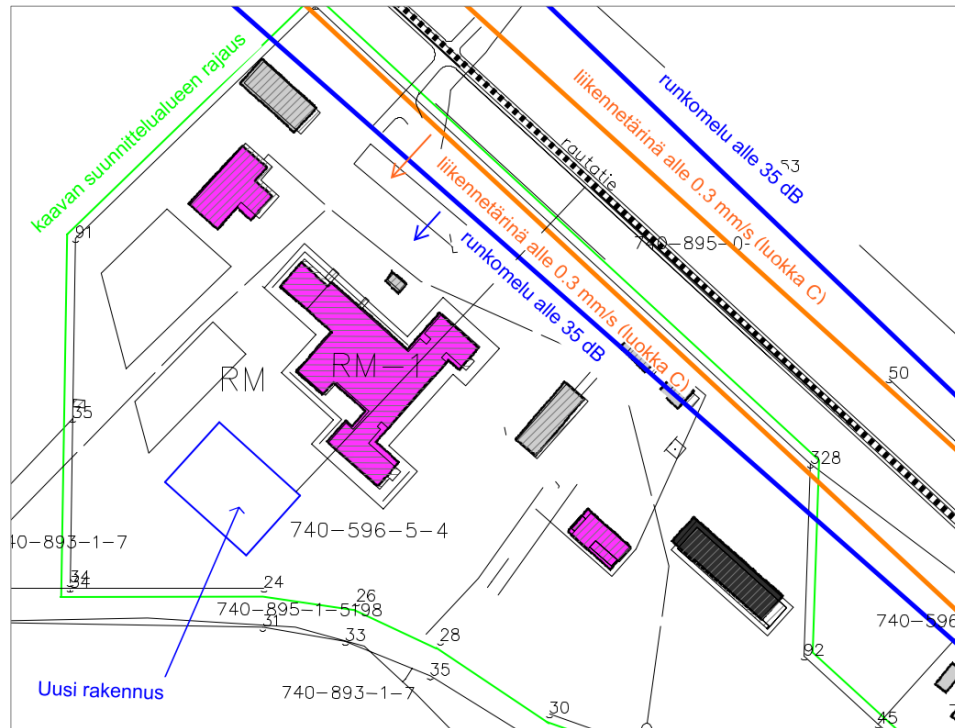 kaavan suunnittelualueen rajaus
runkomelu alle 35 dB
liikennetärinä alle 0.3 mm/s (luokka C)
rautatie
63
740-895-0-
liikennetärinä alle 0.3 mm/s (luokka C)
runkomelu alle 35 dB
91
RM
RM-1
50
35
328
740-596-5-4
40-893-1-7
34
34
24
26
740-895-1-5198
31
33
28
740-596
92
35
740-893-1-7
Uusi rakennus
30
45